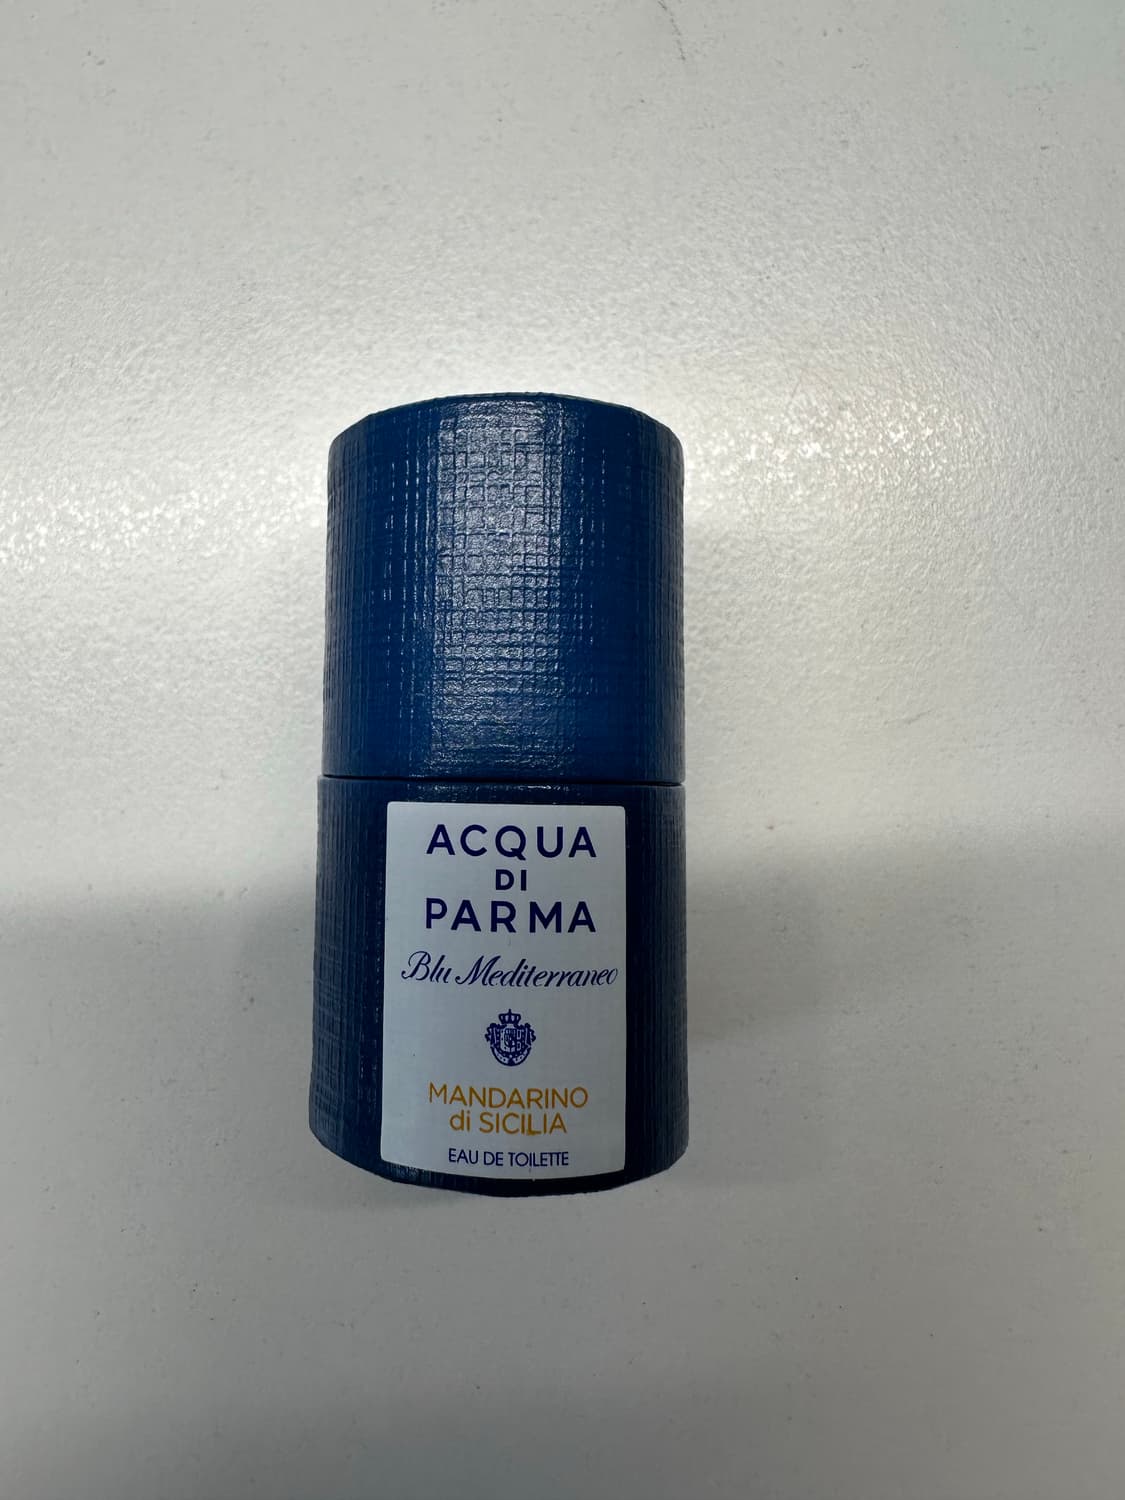 ACQUA
DI
PARMA
Blu Mediterraneo
MANDARINO
di SICILIA
EAU DE TOILETTE